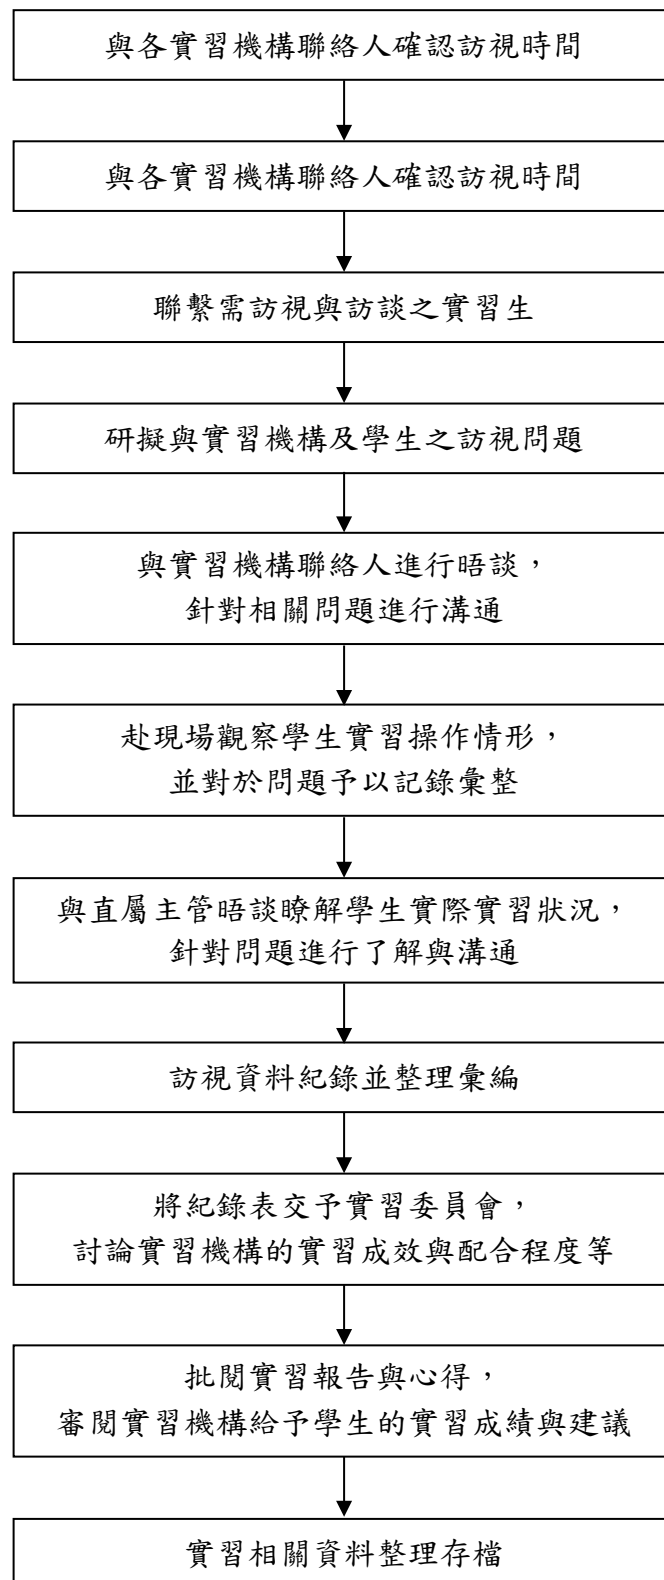 與各實習機構聯絡人確認訪視時間
與各實習機構聯絡人確認訪視時間
聯繫需訪視與訪談之實習生
研擬與實習機構及學生之訪視問題
與實習機構聯絡人進行晤談，
針對相關問題進行溝通
赴現場觀察學生實習操作情形，
並對於問題予以記錄彙整
與直屬主管晤談瞭解學生實際實習狀況，
針對問題進行了解與溝通
訪視資料紀錄並整理彙編
將紀錄表交予實習委員會，
討論實習機構的實習成效與配合程度等
批閱實習報告與心得，
審閱實習機構給予學生的實習成績與建議
實習相關資料整理存檔